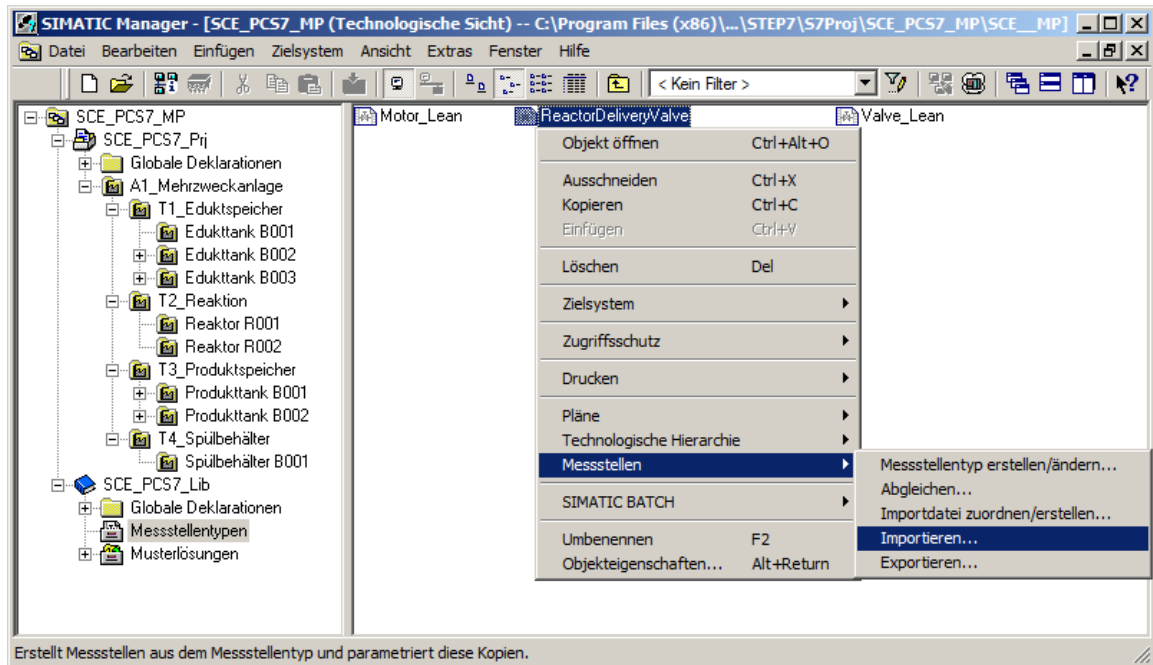 SIMATIC Manager - [SCE_PCS7_MP (Technologische Sicht) -- C:\Program Files (x86)\...\STEP7\S7Proj\SCE_PCS7_MP\SCE__MP]
Datei Bearbeiten Einfügen Zielsystem Ansicht Extras Fenster Hilfe
< Kein Filter >
SCE_PCS7_MP
SCE_PCS7_Prj
Globale Deklarationen
A1_Mehrzweckanlage
T1_Eduktspeicher
Edukttank B001
Edukttank B002
Edukttank B003
T2_Reaktion
Reaktor R001
Reaktor R002
T3_Produktspeicher
Produkttank B001
Produkttank B002
T4_Spülbehälter
Spülbehälter B001
SCE_PCS7_Lib
Globale Deklarationen
Messstellentypen
Musterlösungen
Motor_Lean ReactorDeliveryValve Valve_Lean
Objekt öffnen Ctrl+Alt+O
Ausschneiden Ctrl+X
Kopieren Ctrl+C
Einfügen Ctrl+V
Löschen Del
Zielsystem
Zugriffsschutz
Drucken
Pläne
Technologische Hierarchie
Messstellen
SIMATIC BATCH
Umbenennen F2
Objekteigenschaften... Alt+Return
Messstellentyp erstellen/ändern...
Abgleichen...
Importdatei zuordnen/erstellen...
Importieren...
Exportieren...
Erstellt Messstellen aus dem Messstellentyp und parametriert diese Kopien.